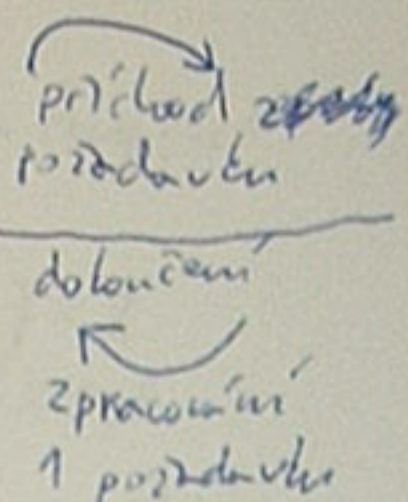 příchod
požadavku
dokončení
zpracování
1 požadavku